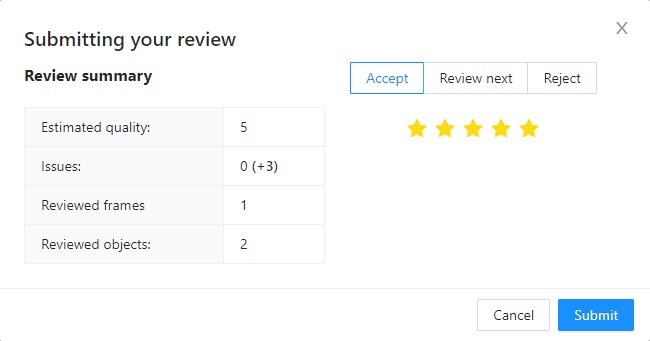 Submitting your review
X
Review summary
Accept
Review next
Reject
Estimated quality: 5
Issues: 0 (+3)
Reviewed frames 1
Reviewed objects: 2
Cancel
Submit